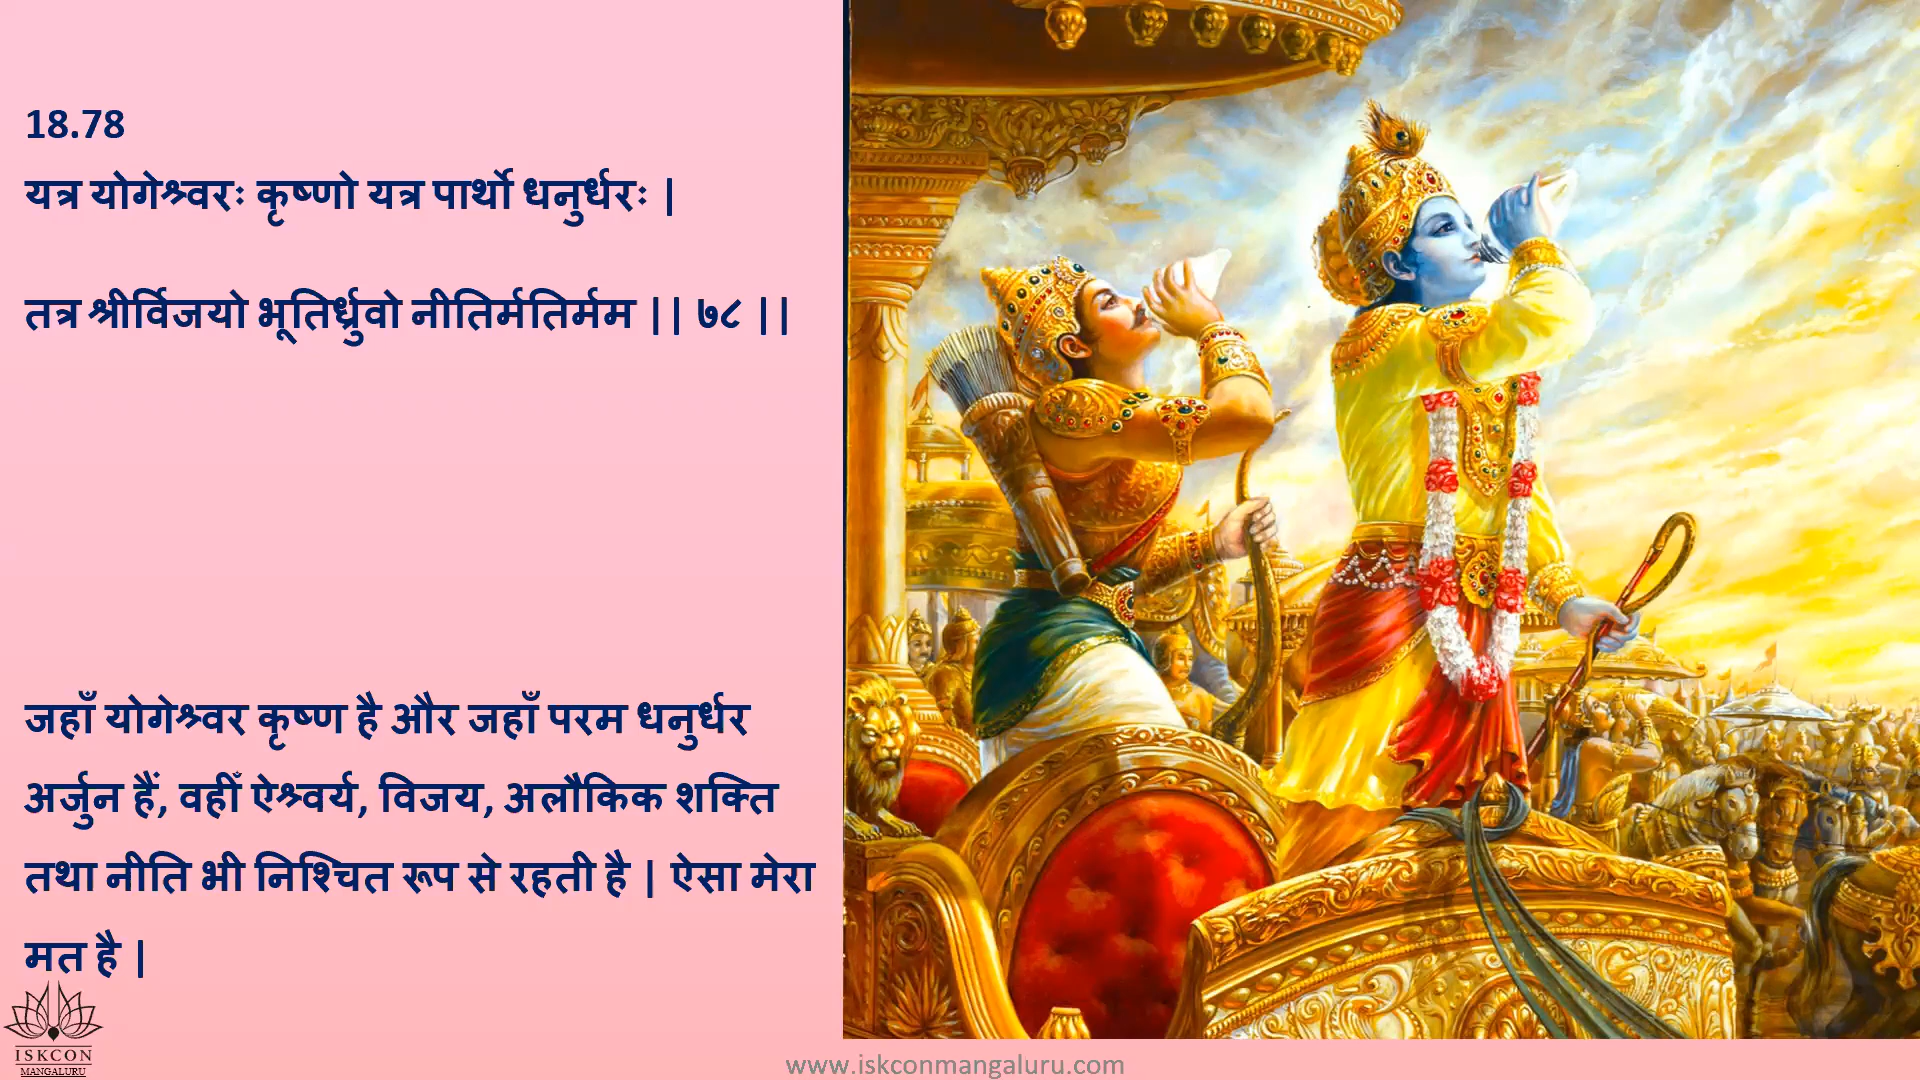 18.78
यत्र योगेश्र्वरः कृष्णो यत्र पार्थो धनुर्धरः |
तत्र श्रीर्विजयो भूतिर्ध्रुवो नीतिर्मतिर्मम || ७८ ||
जहाँ योगेश्र्वर कृष्ण है और जहाँ परम धनुर्धर
अर्जुन हैं, वहीँ ऐश्र्वर्य, विजय, अलौकिक शक्ति
तथा नीति भी निश्चित रूप से रहती है | ऐसा मेरा
मत है |
ISKCON
MANGALURU
www.iskconmangaluru.com